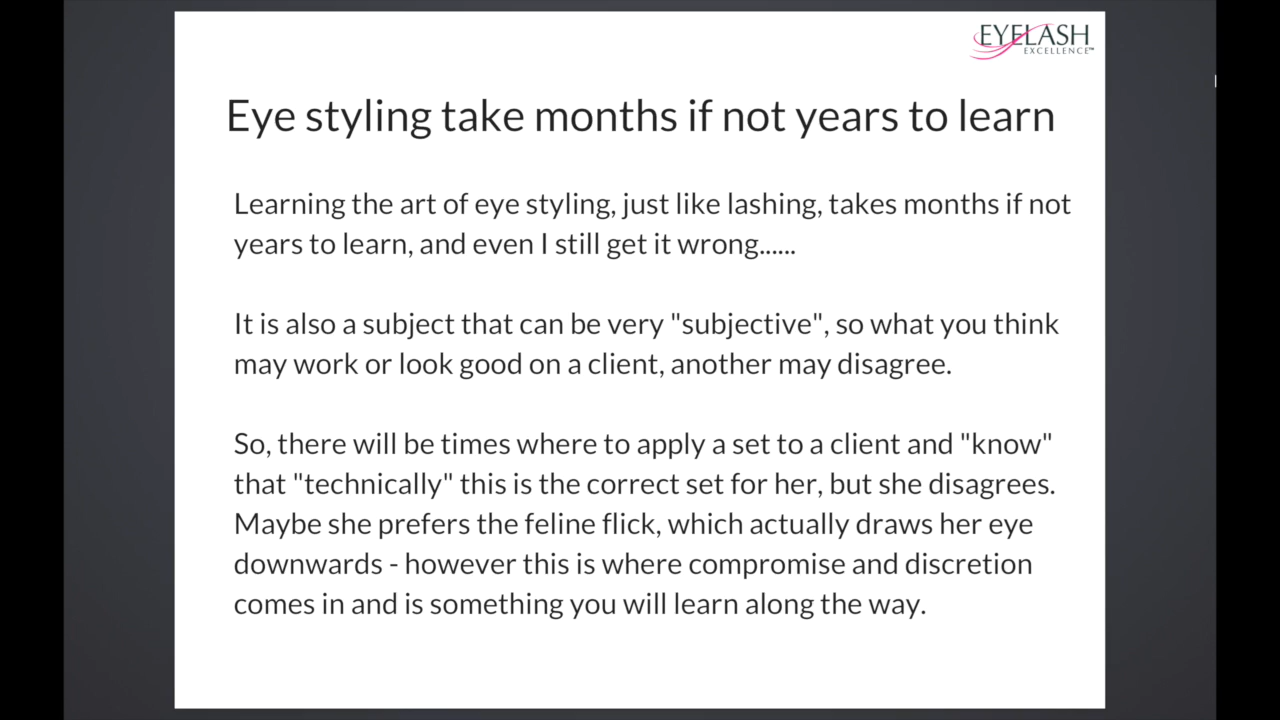 EYELASH
EXCELLENCE™
Eye styling take months if not years to learn
Learning the art of eye styling, just like lashing, takes months if not
years to learn, and even I still get it wrong......
It is also a subject that can be very "subjective", so what you think
may work or look good on a client, another may disagree.
So, there will be times where to apply a set to a client and "know"
that "technically" this is the correct set for her, but she disagrees.
Maybe she prefers the feline flick, which actually draws her eye
downwards - however this is where compromise and discretion
comes in and is something you will learn along the way.